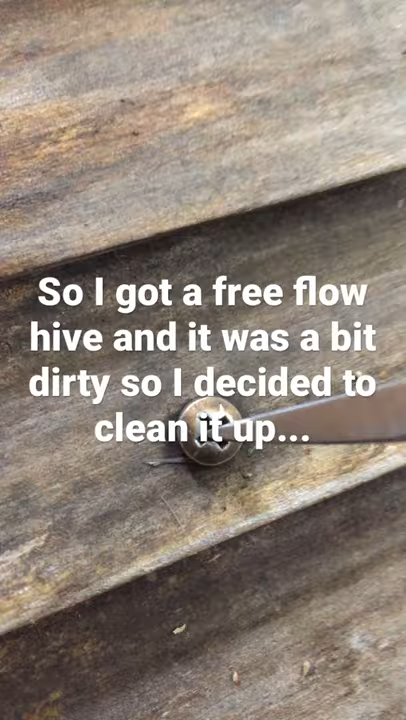 So I got a free flow
hive and it was a bit
dirty so I decided to
clean it up...